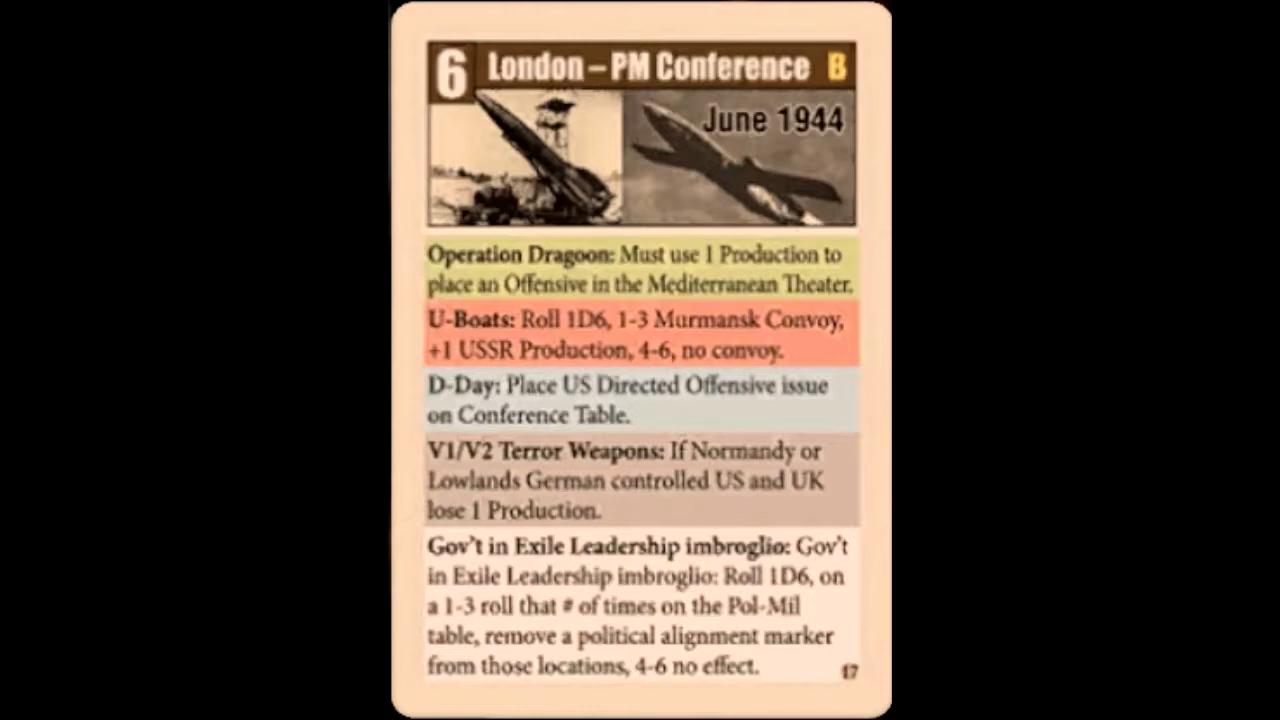 6 London – PM Conference B
June 1944
Operation Dragoon: Must use 1 Production to
place an Offensive in the Mediterranean Theater.
U-Boats: Roll 1D6, 1-3 Murmansk Convoy,
+1 USSR Production, 4-6, no convoy.
D-Day: Place US Directed Offensive issue
on Conference Table.
V1/V2 Terror Weapons: If Normandy or
Lowlands German controlled US and UK
lose 1 Production.
Gov't in Exile Leadership imbroglio: Gov't
in Exile Leadership imbroglio: Roll 1D6, on
a 1-3 roll that # of times on the Pol-Mil
table, remove a political alignment marker
from those locations, 4-6 no effect.
17